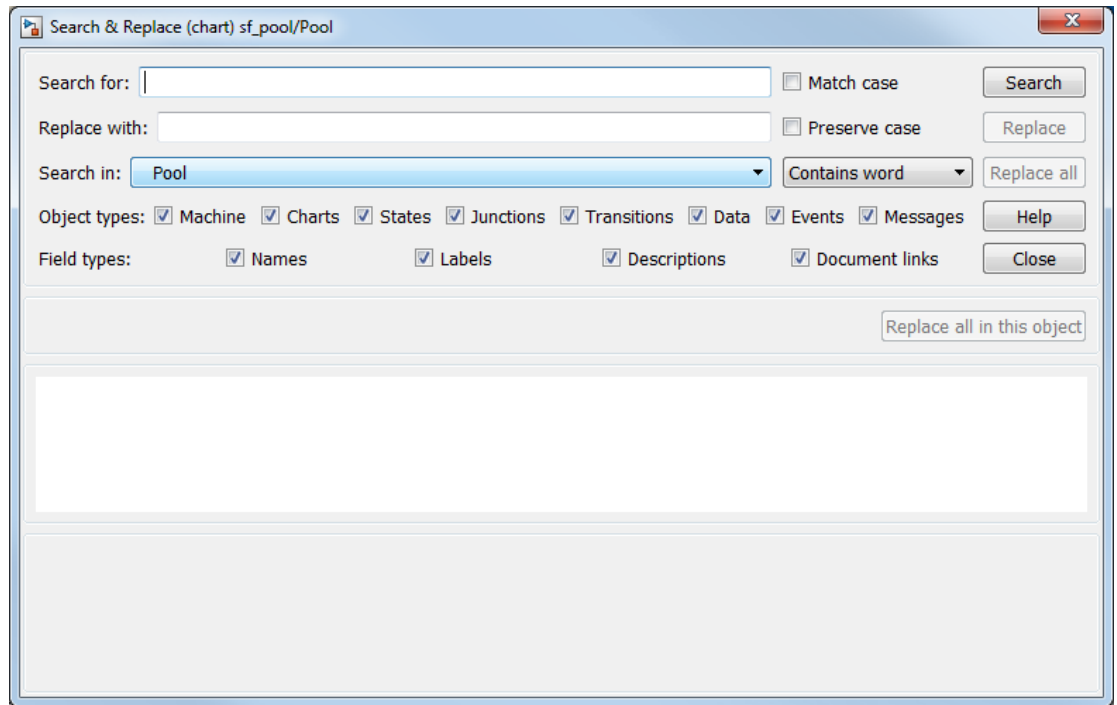 Search & Replace (chart) sf_pool/Pool
Search for: Match case Search
Replace with: Preserve case Replace
Search in: Pool Contains word Replace all
Object types: Machine Charts States Junctions Transitions Data Events Messages Help
Field types: Names Labels Descriptions Document links Close
Replace all in this object